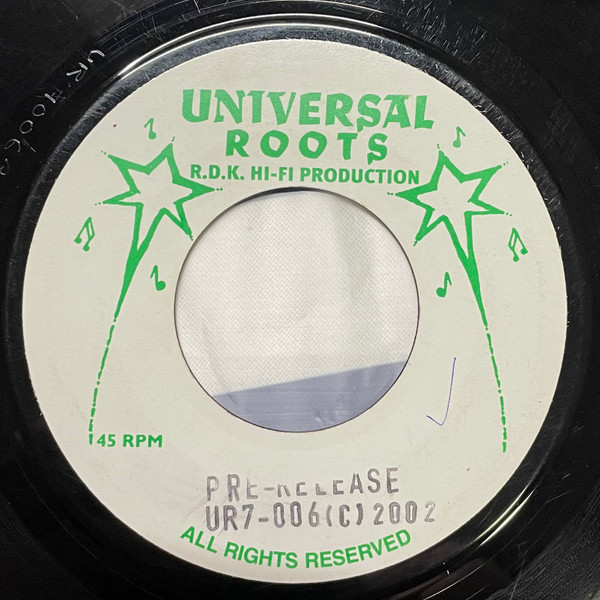 UNIVERSAL
ROOTS
R.D.K. HI-FI PRODUCTION
45 RPM
PRE-RELEASE
UR7-006(C)2002
ALL RIGHTS RESERVED